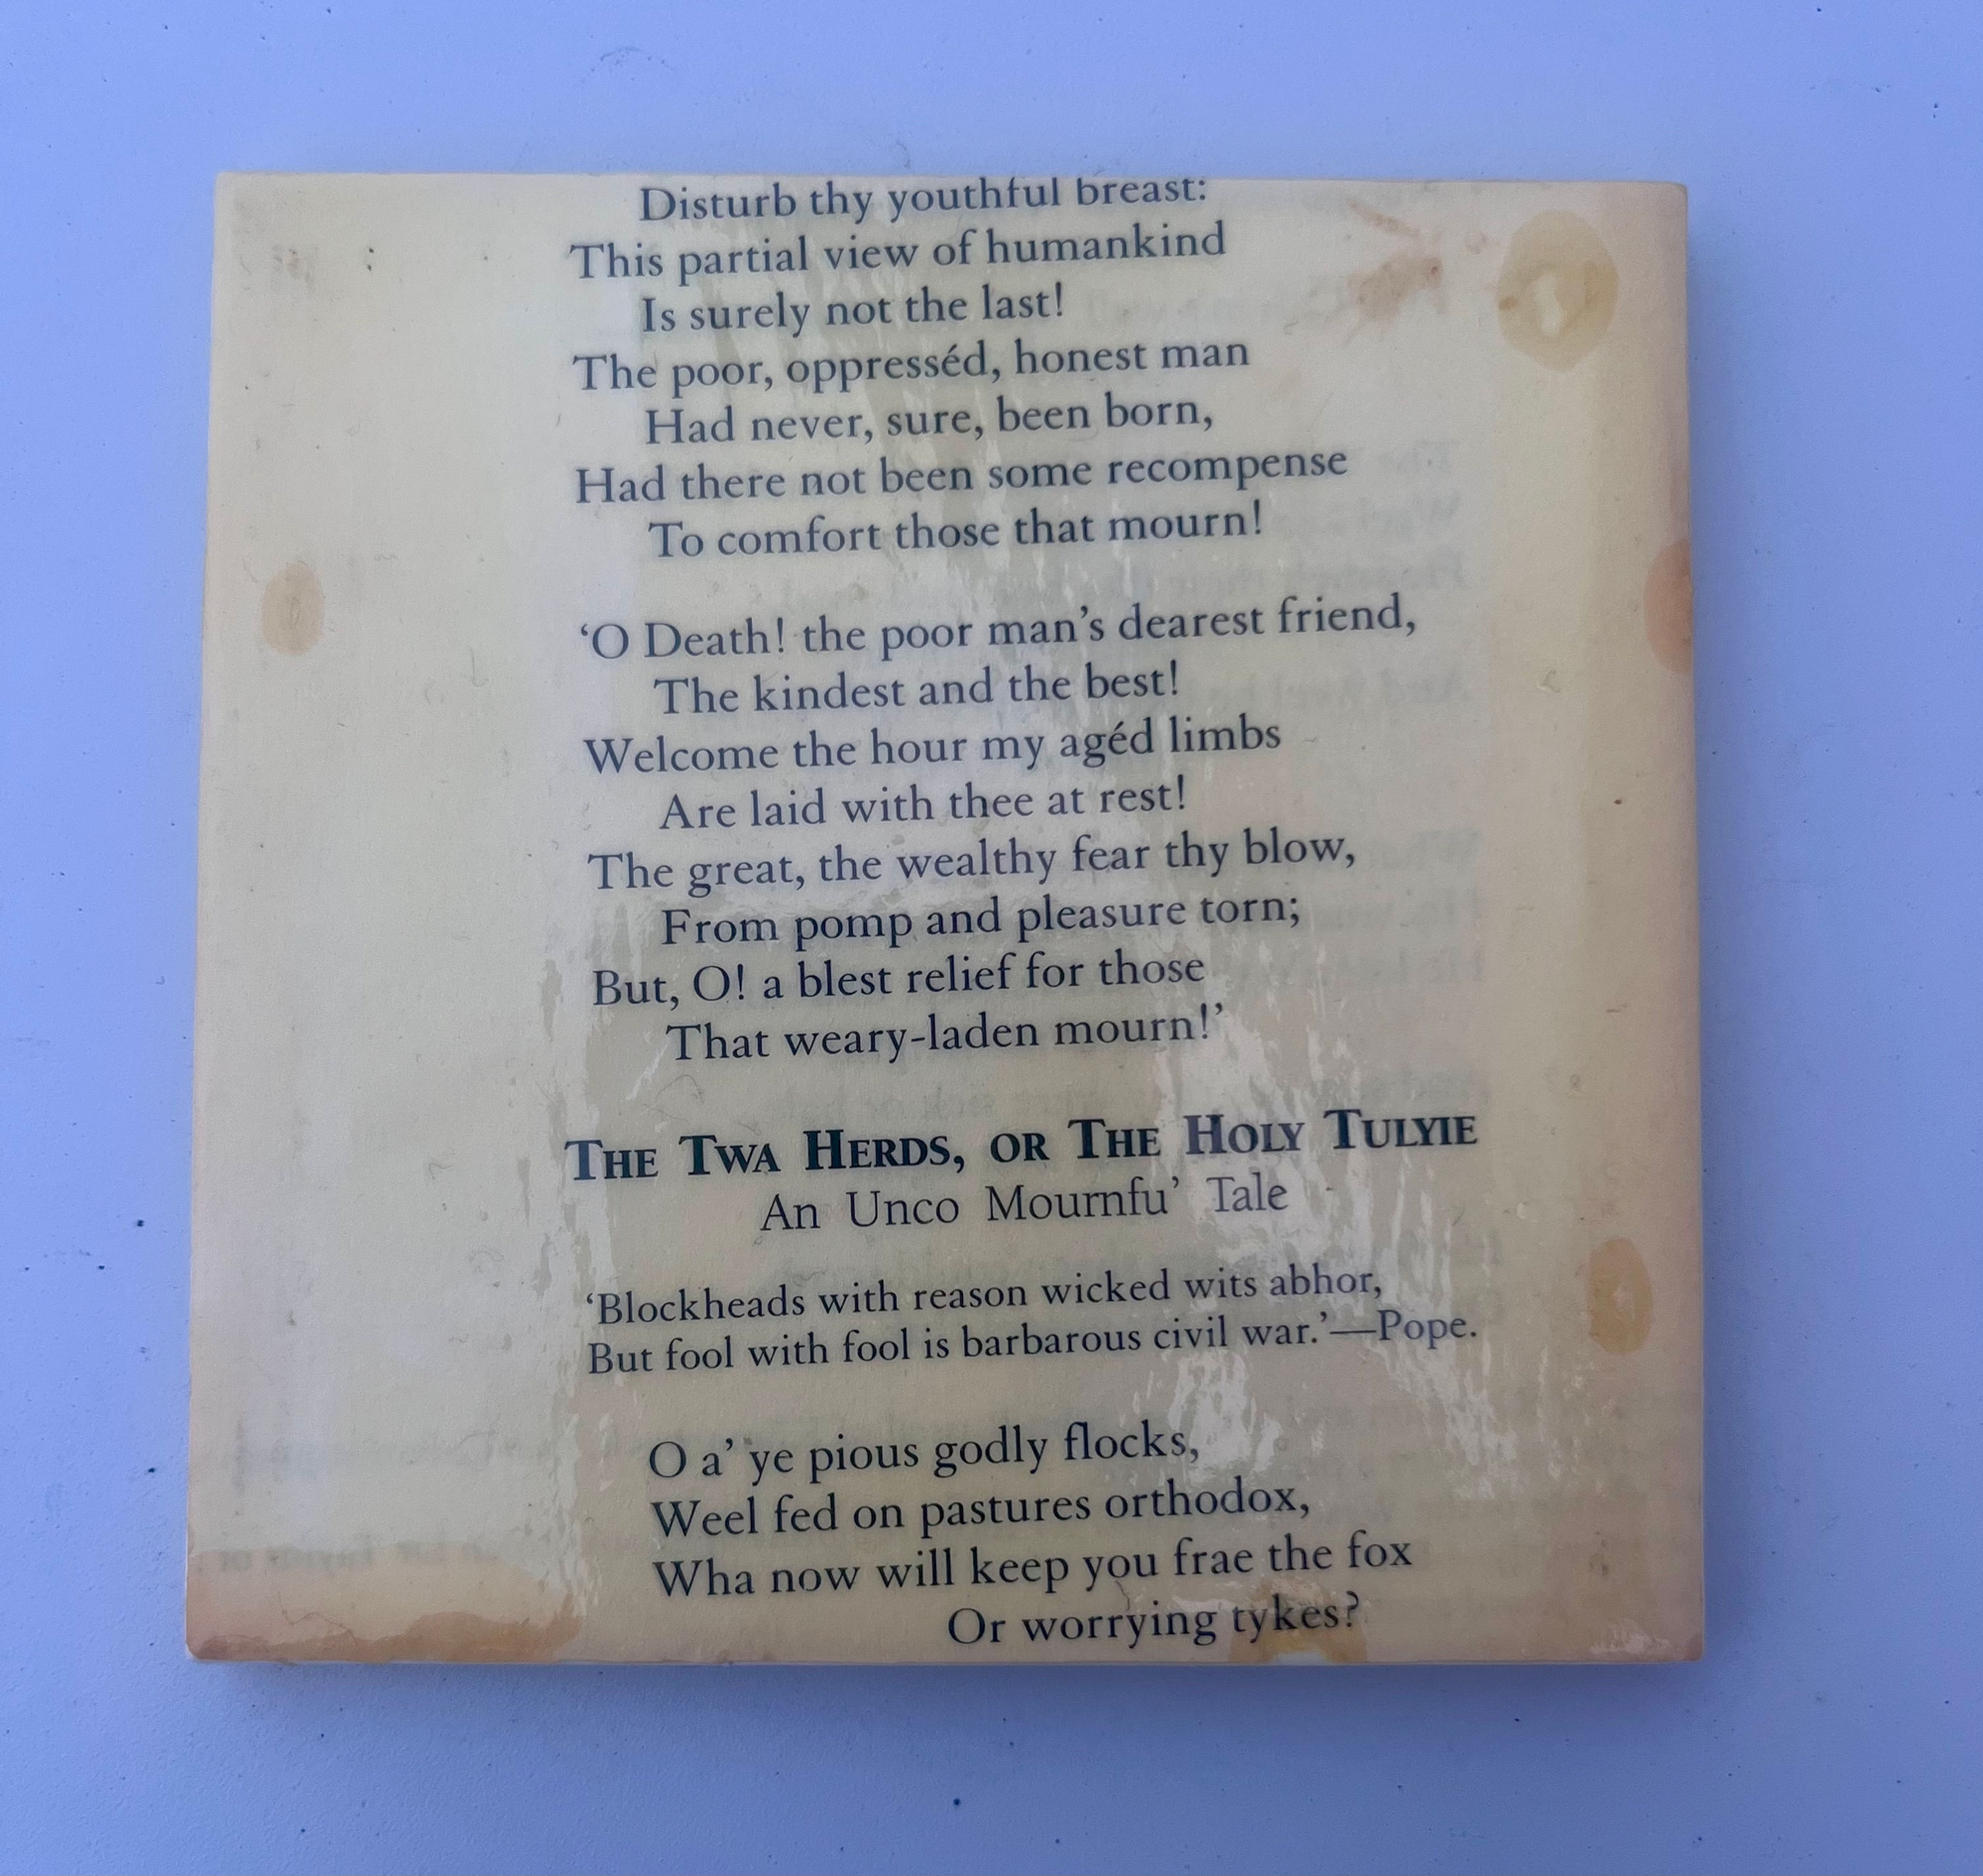 Disturb thy youthful breast:
This partial view of humankind
Is surely not the last!
The poor, oppresséd, honest man
Had never, sure, been born,
Had there not been some recompense
To comfort those that mourn!
‘O Death! the poor man’s dearest friend,
The kindest and the best!
Welcome the hour my agéd limbs
Are laid with thee at rest!
The great, the wealthy fear thy blow,
From pomp and pleasure torn;
But, O! a blest relief for those
That weary-laden mourn!’
THE TWA HERDS, OR THE HOLY TULYIE
An Unco Mournfu’ Tale
‘Blockheads with reason wicked wits abhor,
But fool with fool is barbarous civil war.’—Pope.
O a’ ye pious godly flocks,
Weel fed on pastures orthodox,
Wha now will keep you frae the fox
Or worrying tykes?